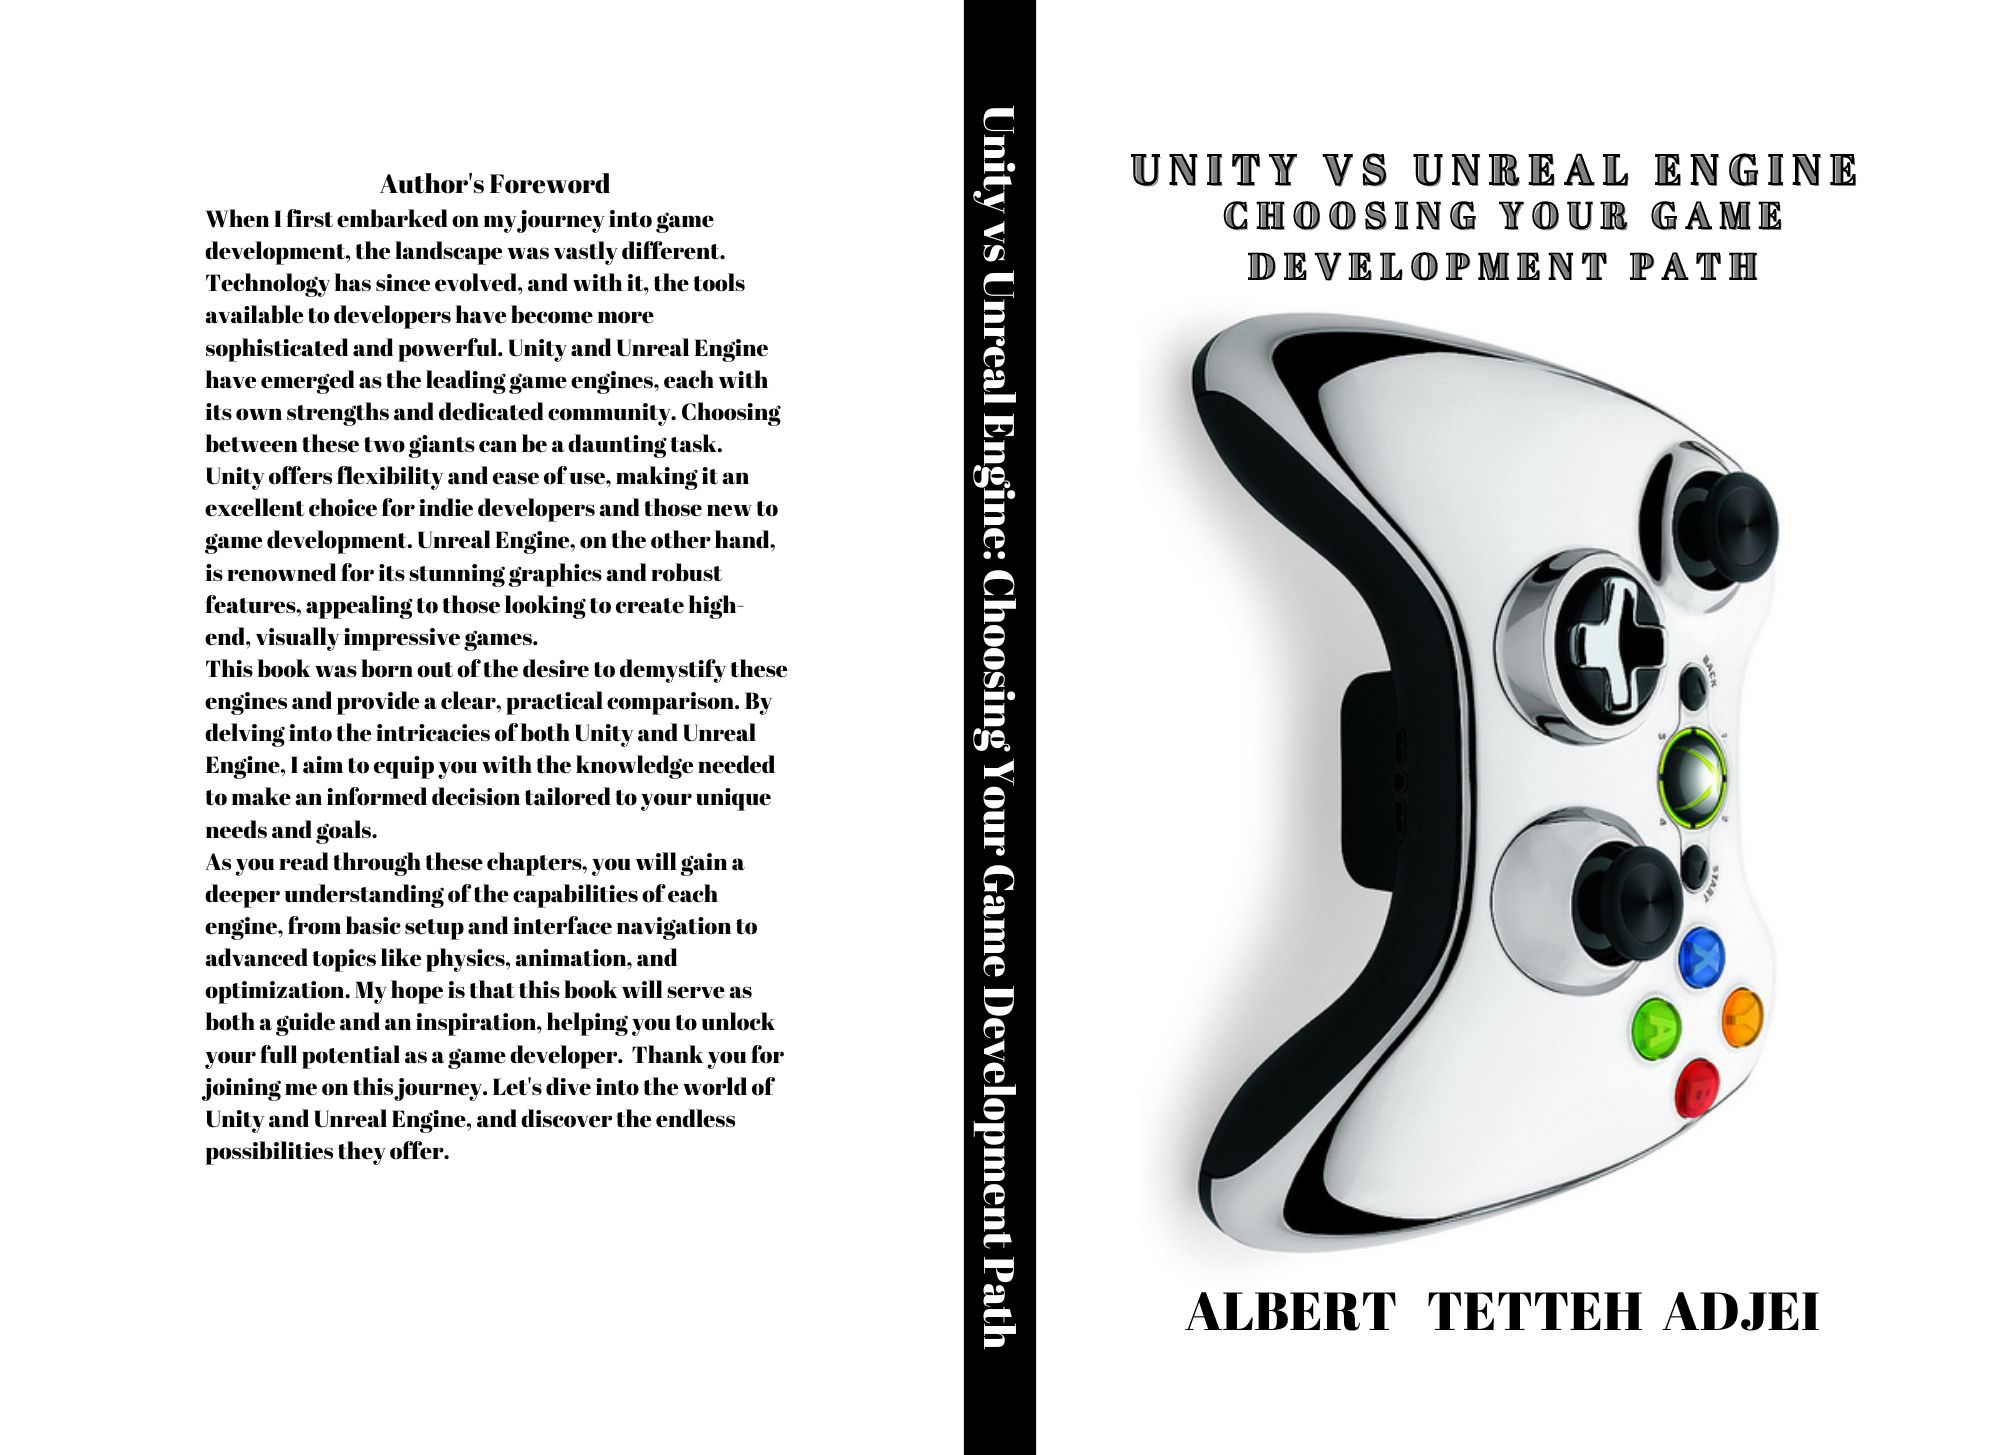 Author's Foreword
When I first embarked on my journey into game
development, the landscape was vastly different.
Technology has since evolved, and with it, the tools
available to developers have become more
sophisticated and powerful. Unity and Unreal Engine
have emerged as the leading game engines, each with
its own strengths and dedicated community. Choosing
between these two giants can be a daunting task.
Unity offers flexibility and ease of use, making it an
excellent choice for indie developers and those new to
game development. Unreal Engine, on the other hand,
is renowned for its stunning graphics and robust
features, appealing to those looking to create high-
end, visually impressive games.
This book was born out of the desire to demystify these
engines and provide a clear, practical comparison. By
delving into the intricacies of both Unity and Unreal
Engine, I aim to equip you with the knowledge needed
to make an informed decision tailored to your unique
needs and goals.
As you read through these chapters, you will gain a
deeper understanding of the capabilities of each
engine, from basic setup and interface navigation to
advanced topics like physics, animation, and
optimization. My hope is that this book will serve as
both a guide and an inspiration, helping you to unlock
your full potential as a game developer.  Thank you for
joining me on this journey. Let's dive into the world of
Unity and Unreal Engine, and discover the endless
possibilities they offer.
Unity vs Unreal Engine: Choosing Your Game Development Path
UNITY VS UNREAL ENGINE
CHOOSING YOUR GAME
DEVELOPMENT PATH
BACK
3 1
4 2
START
X
A
Y
B
ALBERT TETTEH ADJEI